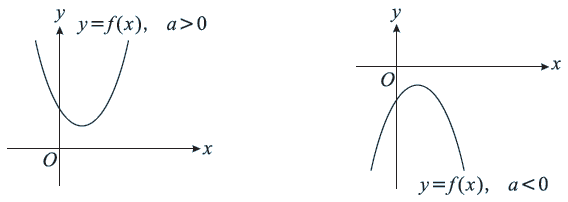 y
y=f(x), a>0
x
O
y
x
O
y=f(x), a<0